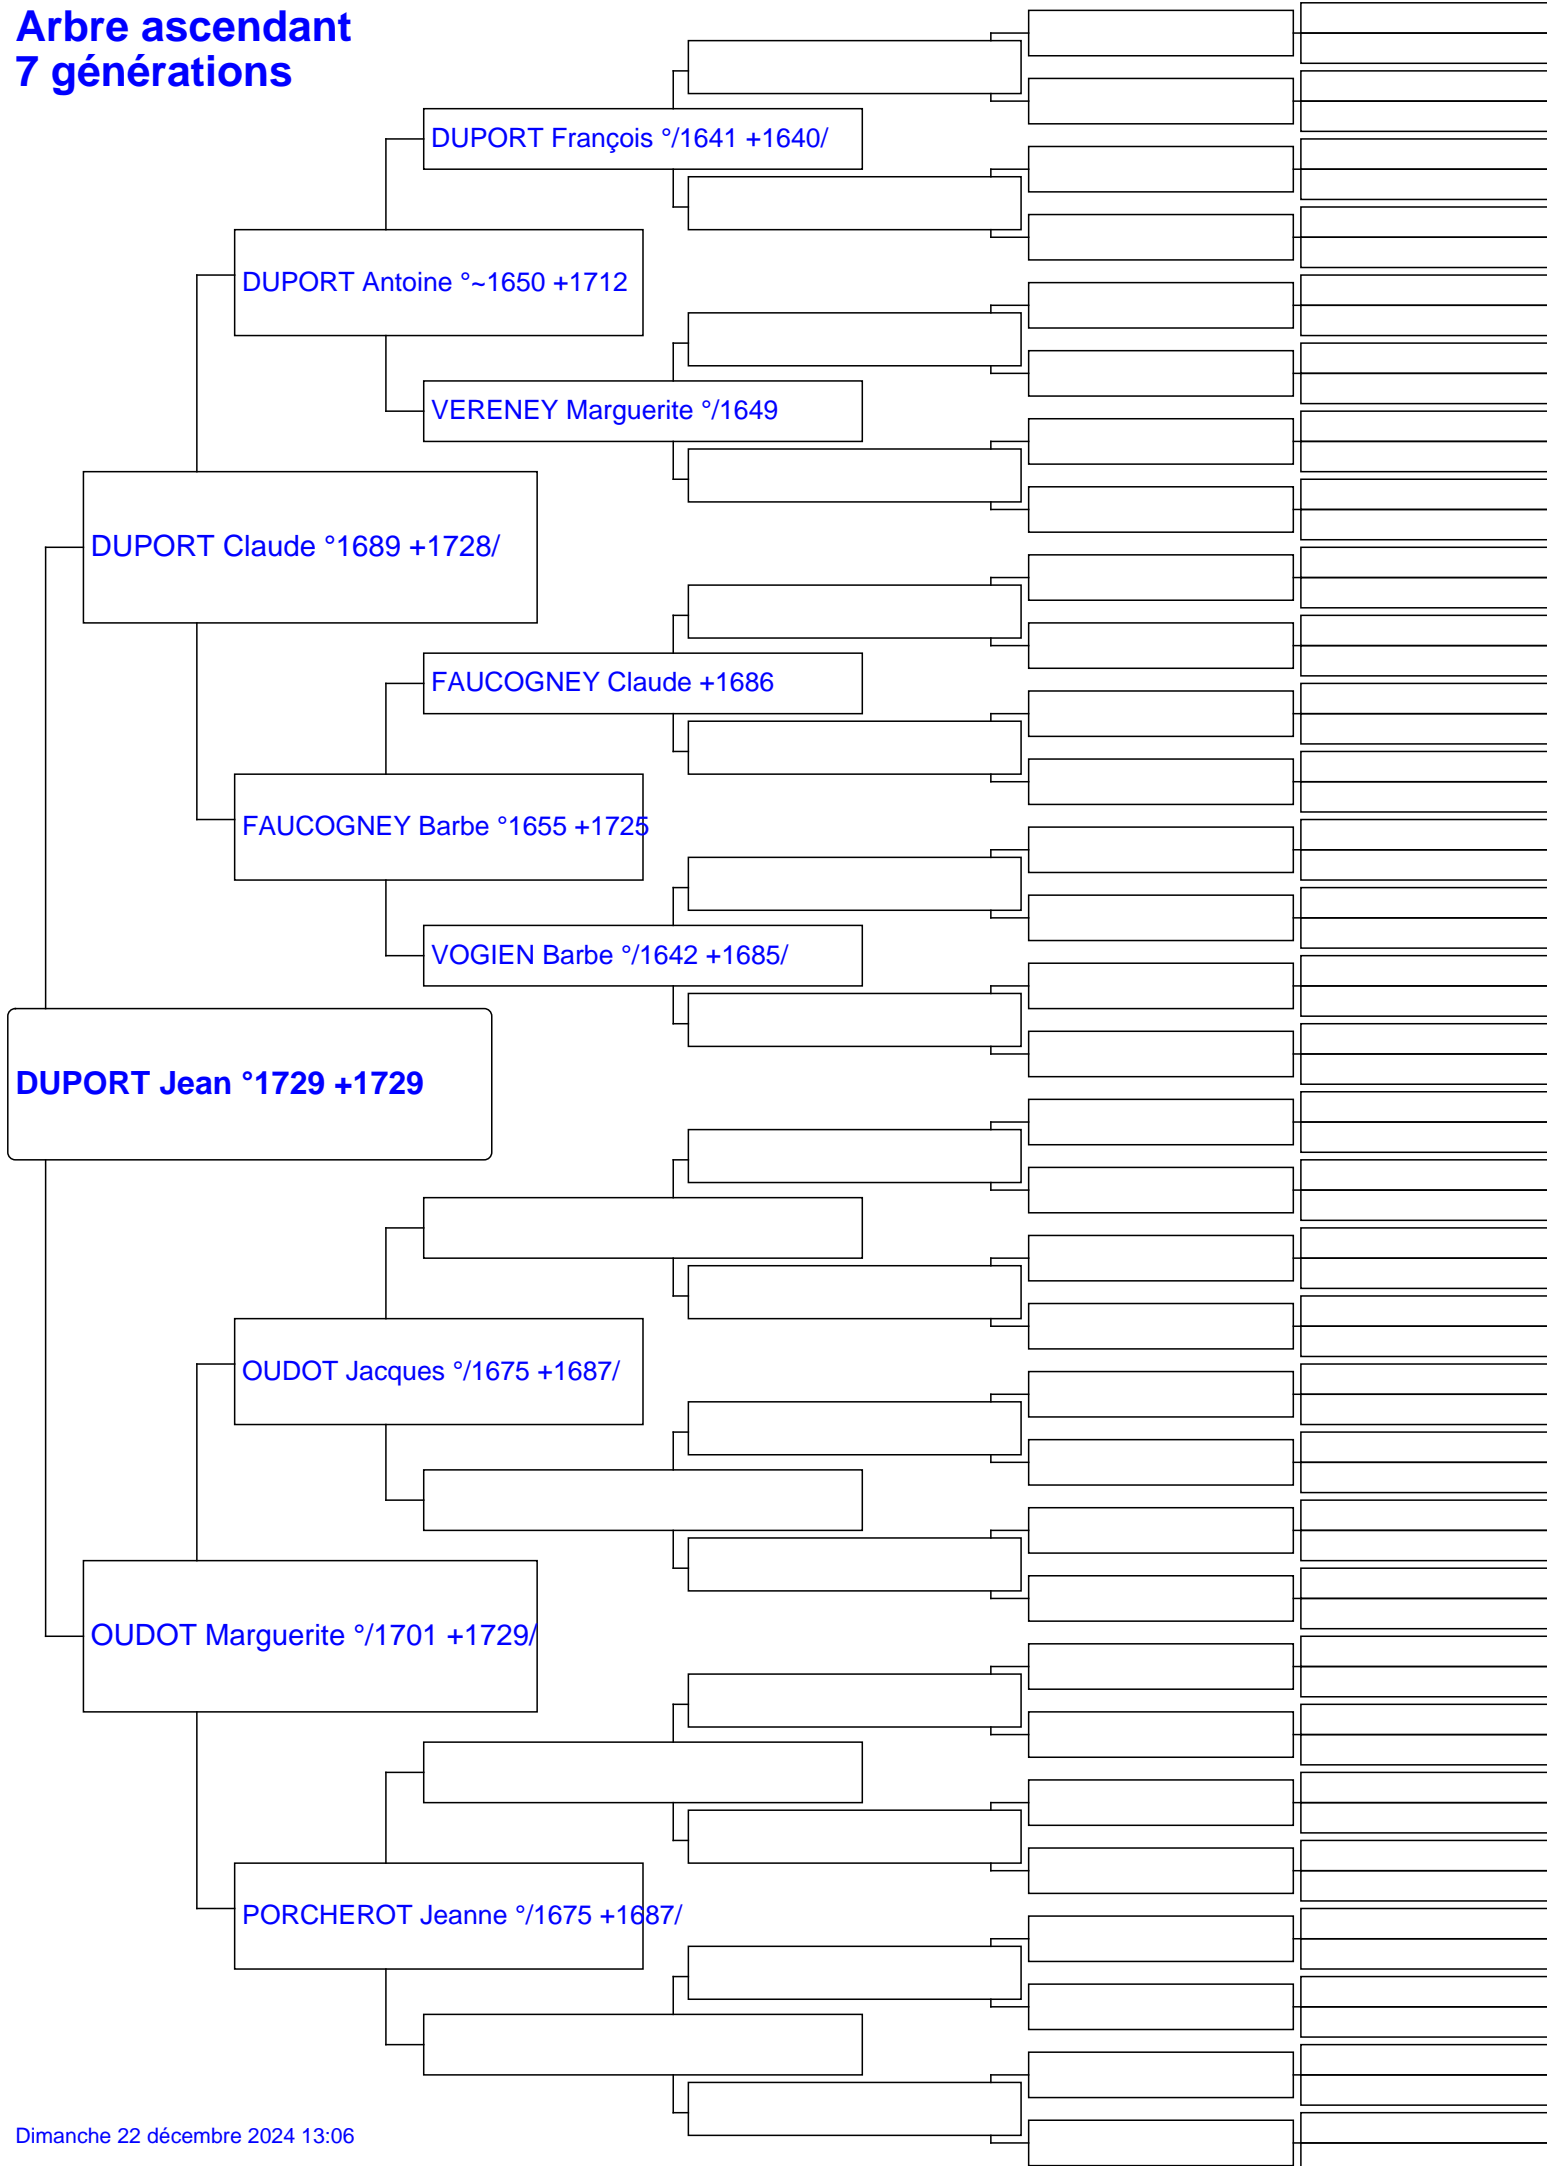 Arbre ascendant
7 générations
DUPORT François °/1641 +1640/
DUPORT Antoine °~1650 +1712
VERENEY Marguerite °/1649
DUPORT Claude °1689 +1728/
FAUCOGNEY Claude +1686
FAUCOGNEY Barbe °1655 +1725
VOGIEN Barbe °/1642 +1685/
DUPORT Jean °1729 +1729
OUDOT Jacques °/1675 +1687/
OUDOT Marguerite °/1701 +1729/
PORCHEROT Jeanne °/1675 +1687/
Dimanche 22 décembre 2024 13:06